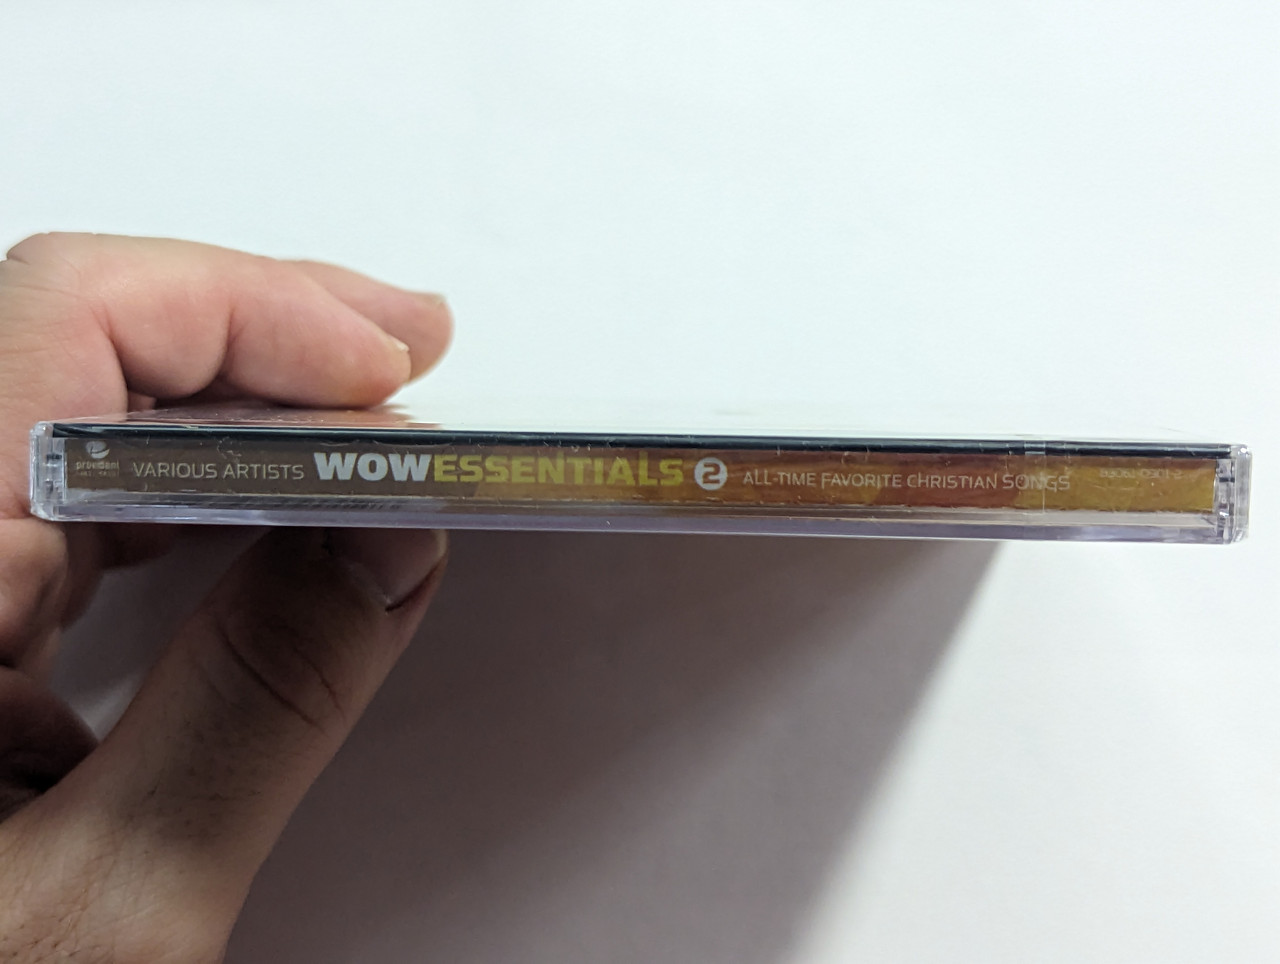 provident
VARIOUS ARTISTS WOWESSENTIALS 2 ALL-TIME FAVORITE CHRISTIAN SONGS